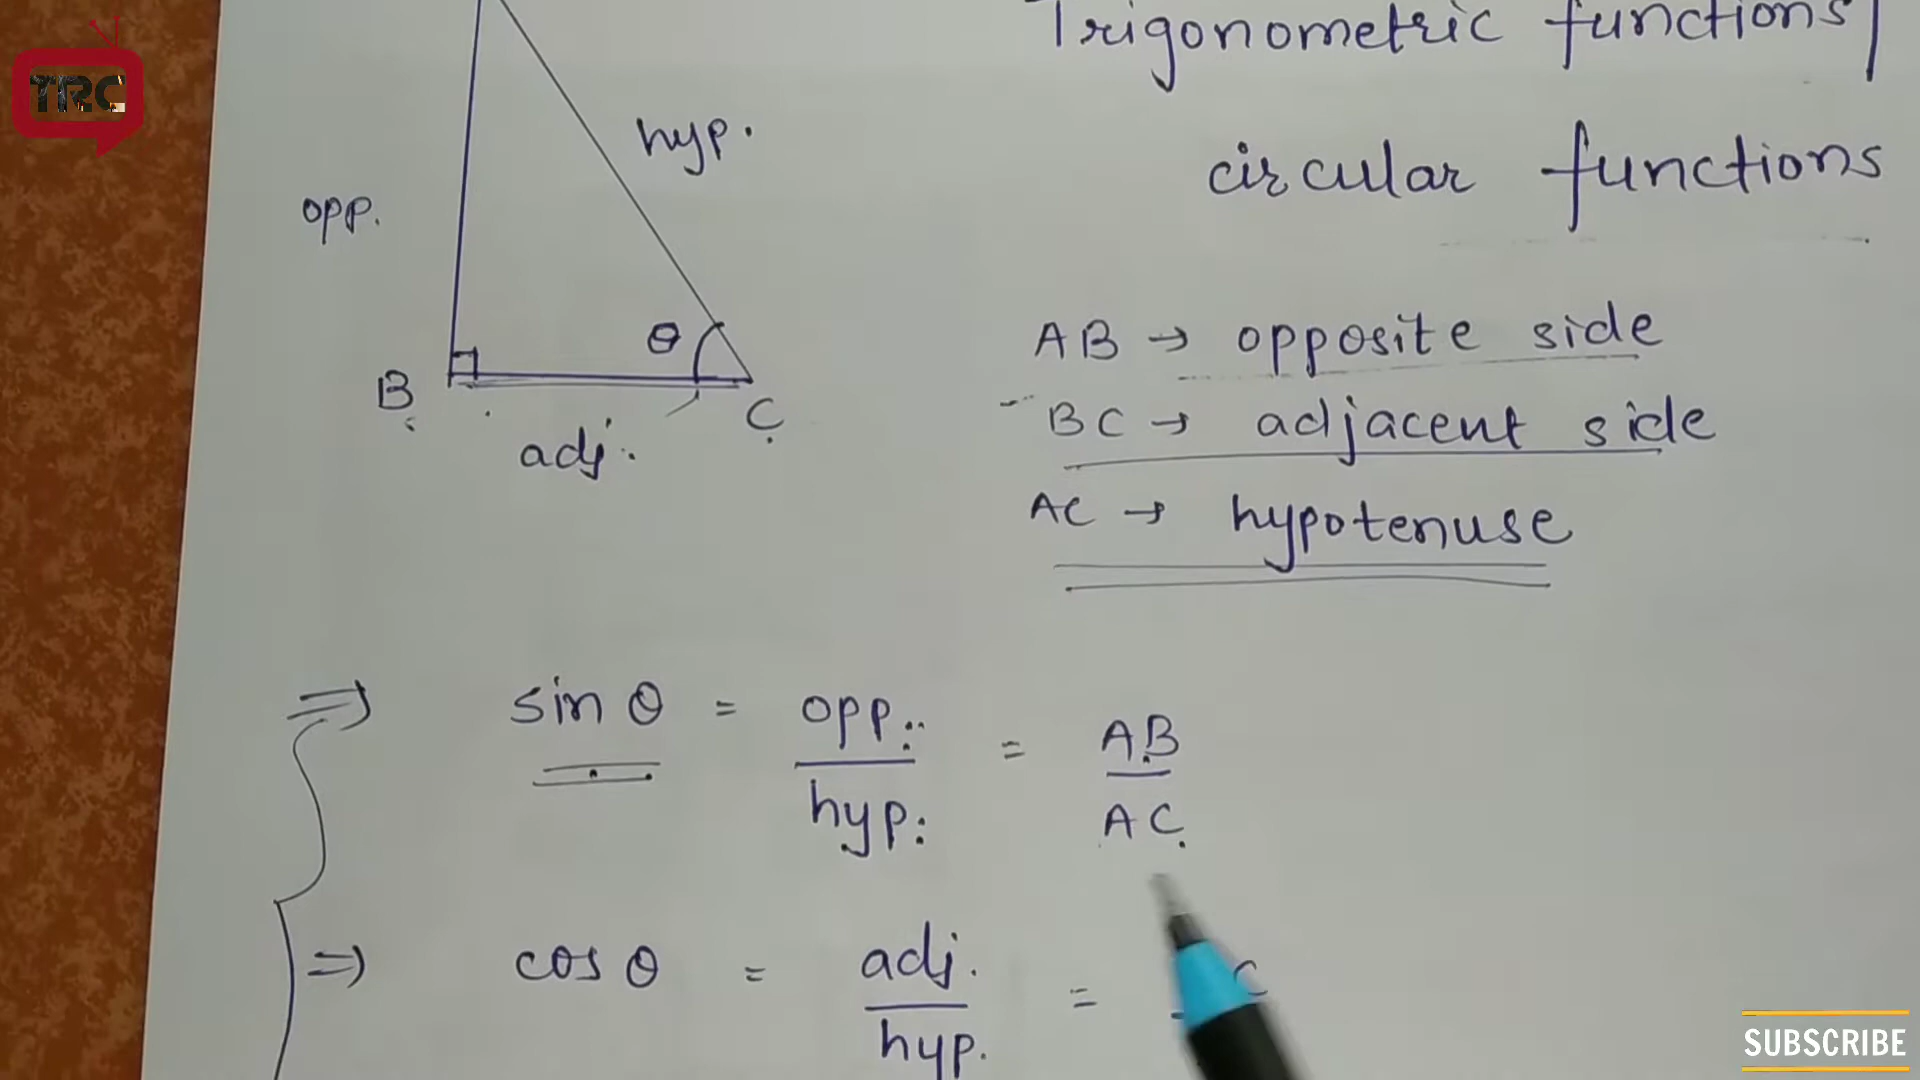 TRC
Trigonometric functions/
circular functions
hyp.
opp.
θ
B
C
adj.
AB → opposite side
BC → adjacent side
AC → hypotenuse
⇒ sin θ = opp. / hyp. = AB / AC
⇒ cos θ = adj. / hyp. = C
SUBSCRIBE